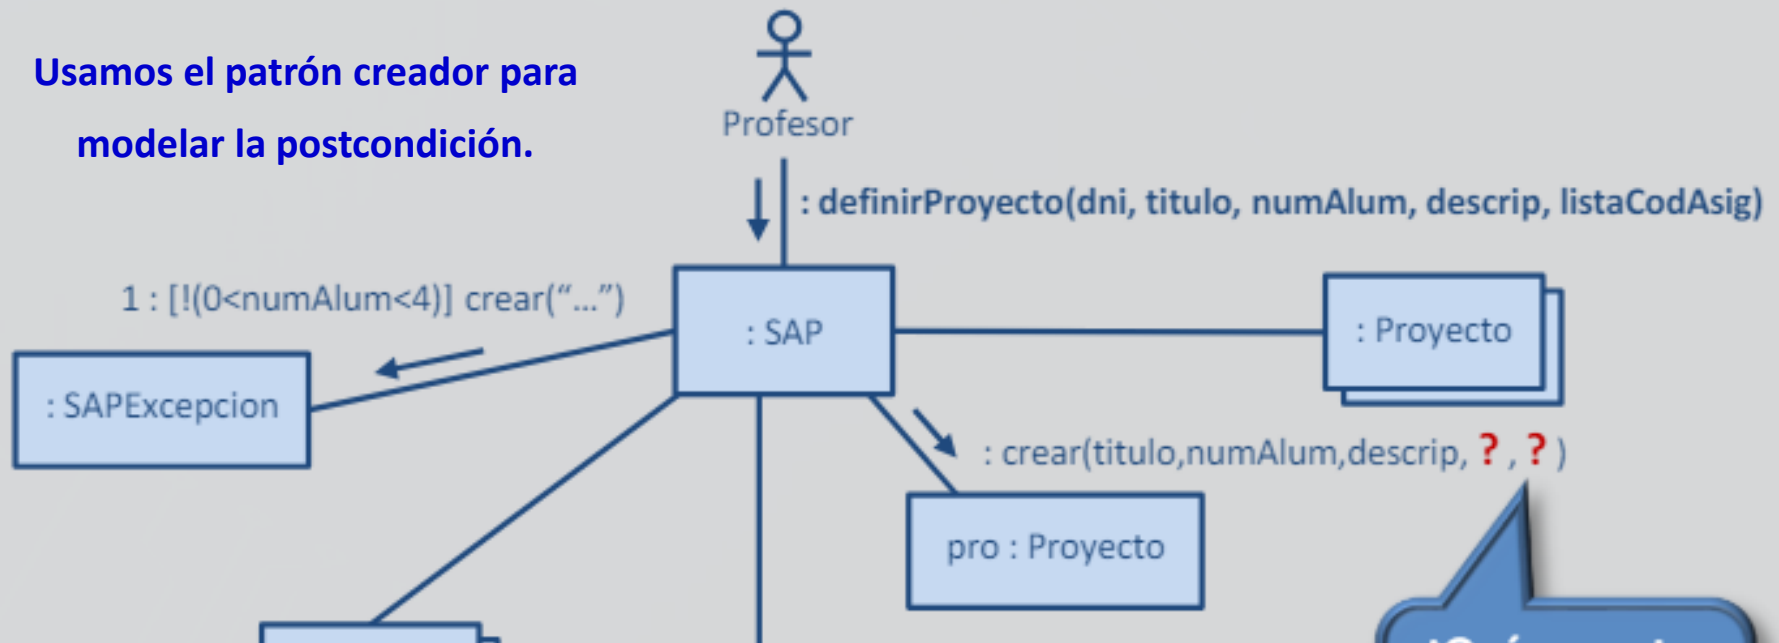 Usamos el patrón creador para
modelar la postcondición.
Profesor
: definirProyecto(dni, titulo, numAlum, descrip, listaCodAsig)
1 : [!(0<numAlum<4)] crear("...")
: SAP
: Proyecto
: SAPExcepcion
: crear(titulo,numAlum,descrip, ? , ? )
pro : Proyecto